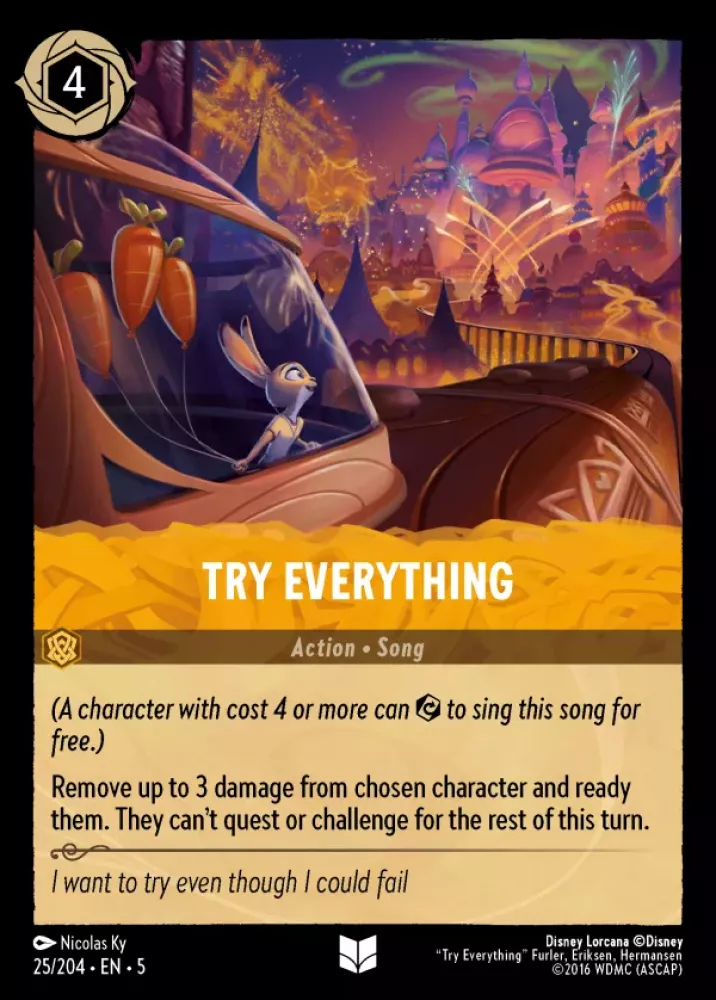 4
TRY EVERYTHING
Action • Song
(A character with cost 4 or more can to sing this song for
free.)
Remove up to 3 damage from chosen character and ready
them. They can’t quest or challenge for the rest of this turn.
I want to try even though I could fail
Nicolas Ky
25/204 • EN • 5
Disney Lorcana ©Disney
“Try Everything” Furler, Eriksen, Hermansen
©2016 WDMC (ASCAP)